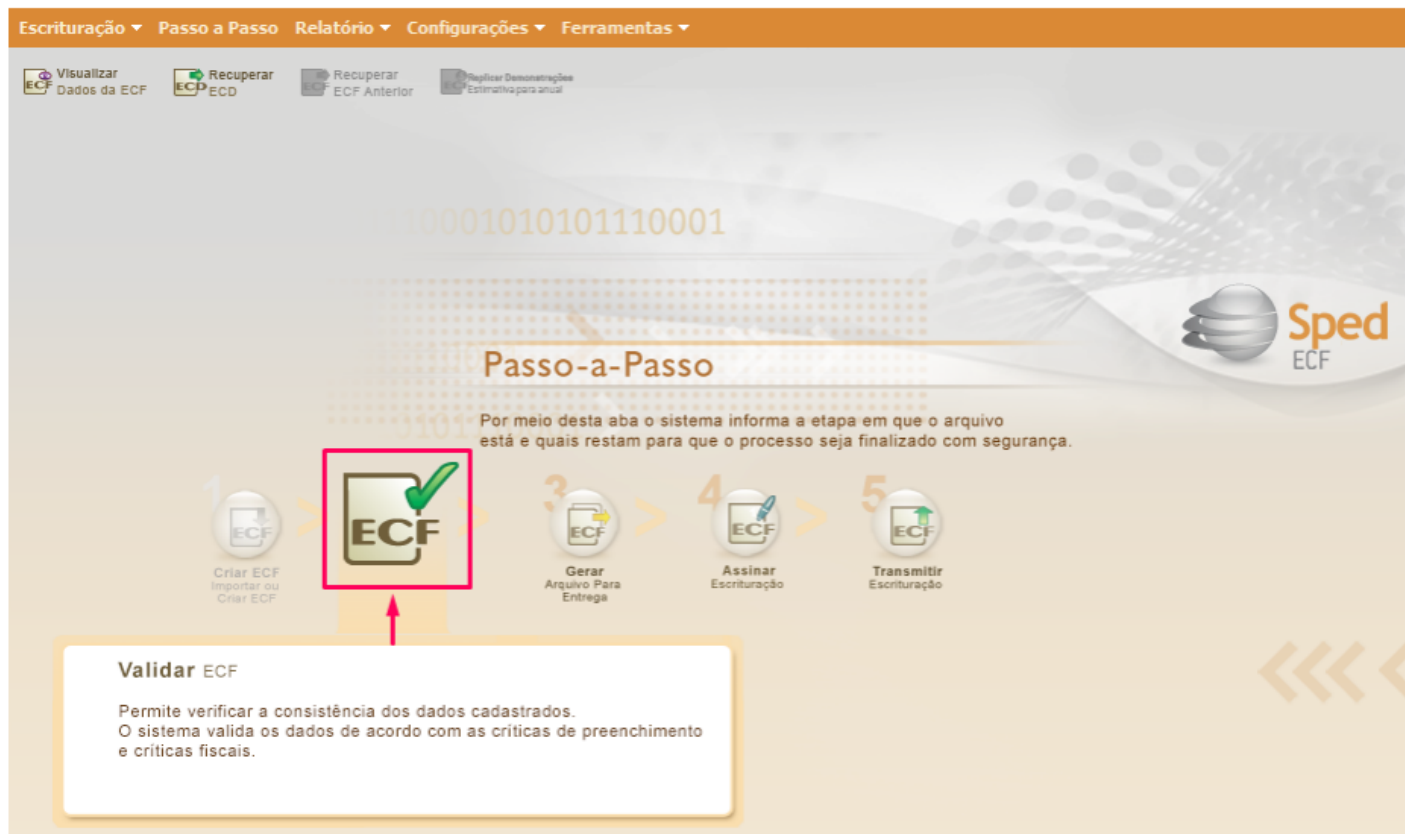 Escrituração Passo a Passo Relatório Configurações Ferramentas
Visualizar
Dados da ECF
ECF
Recuperar
ECD
ECD
Recuperar
ECF Anterior
ECF
Replicar Demonstrações
Estimativa para anual
10001010101110001
Sped
ECF
Passo-a-Passo
Por meio desta aba o sistema informa a etapa em que o arquivo
está e quais restam para que o processo seja finalizado com segurança.
1
ECF
Criar ECF
Importar ou
Criar ECF
ECF
3
ECF
Gerar
Arquivo Para
Entrega
4
ECF
Assinar
Escrituração
5
ECF
Transmitir
Escrituração
Validar ECF
Permite verificar a consistência dos dados cadastrados.
O sistema valida os dados de acordo com as críticas de preenchimento
e críticas fiscais.